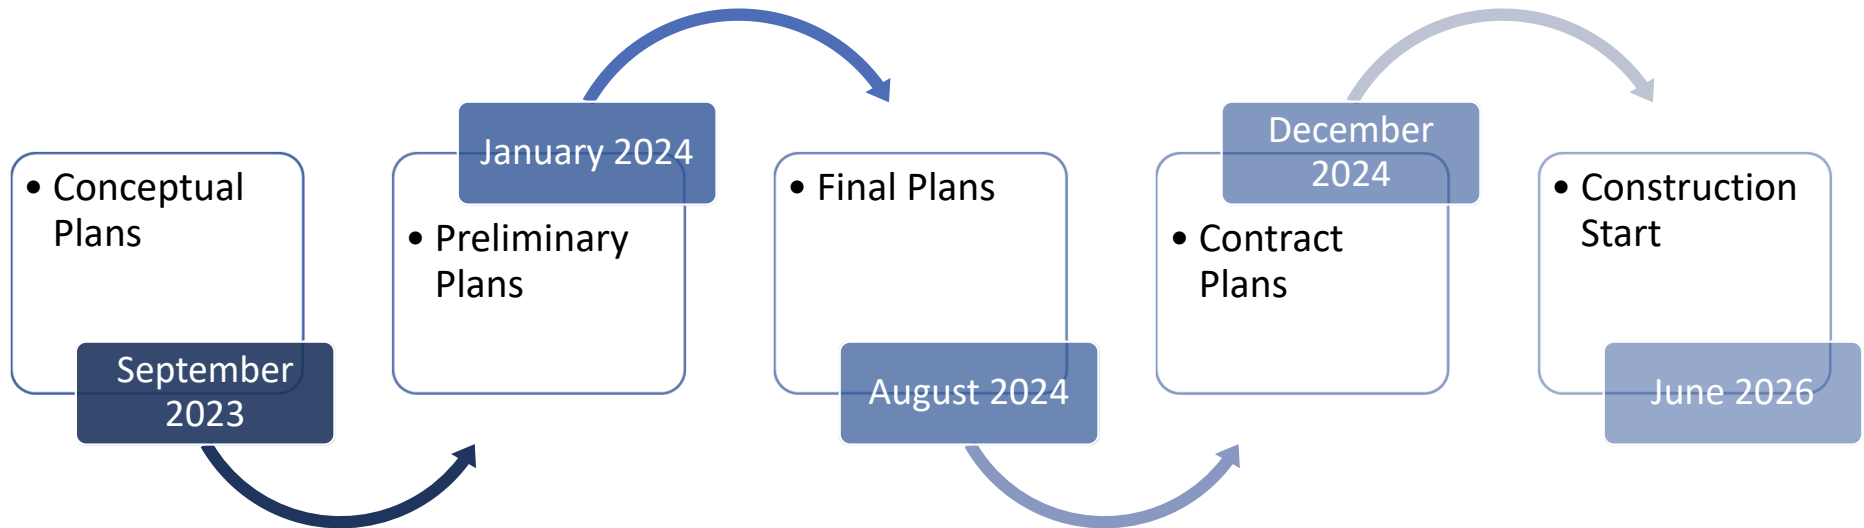 • Conceptual
Plans
September
2023
January 2024
• Preliminary
Plans
• Final Plans
August 2024
December
2024
• Contract
Plans
• Construction
Start
June 2026